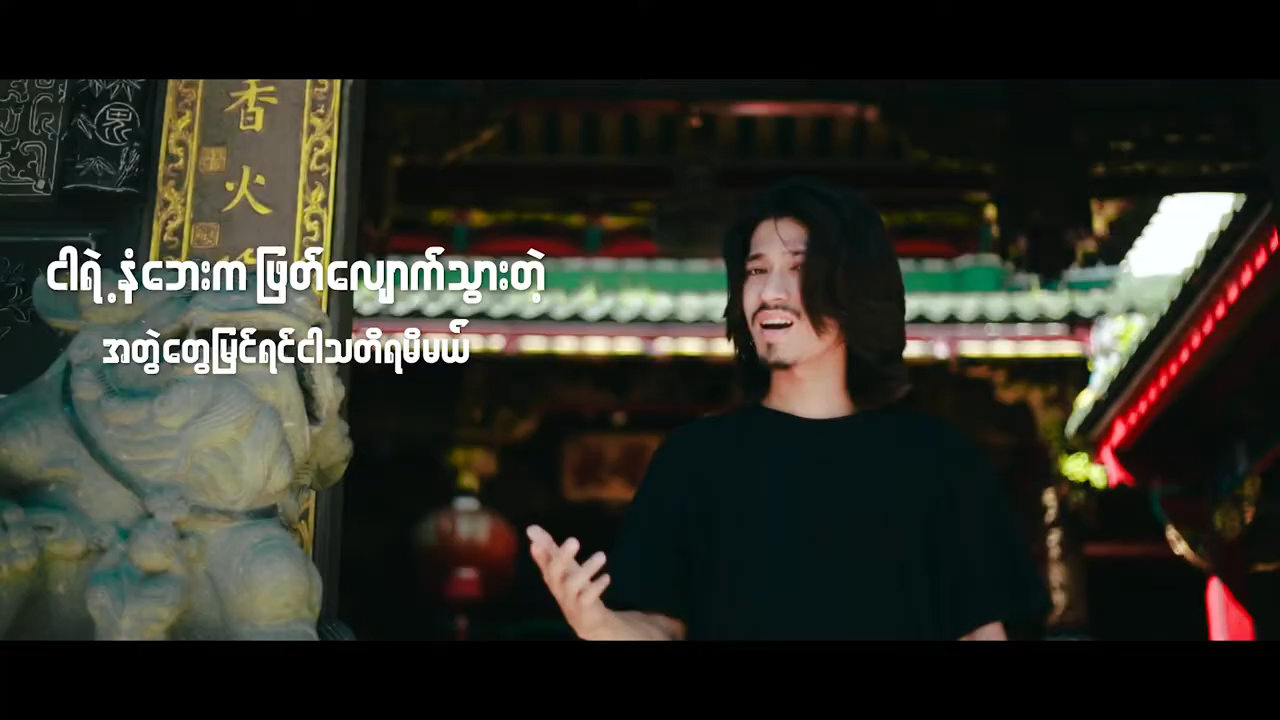 香火
ငါရဲ့နံဘေးက ဖြတ်လျှောက်သွားတဲ့
အတွဲတွေမြင်ရင်ငါသတိရမိမယ်